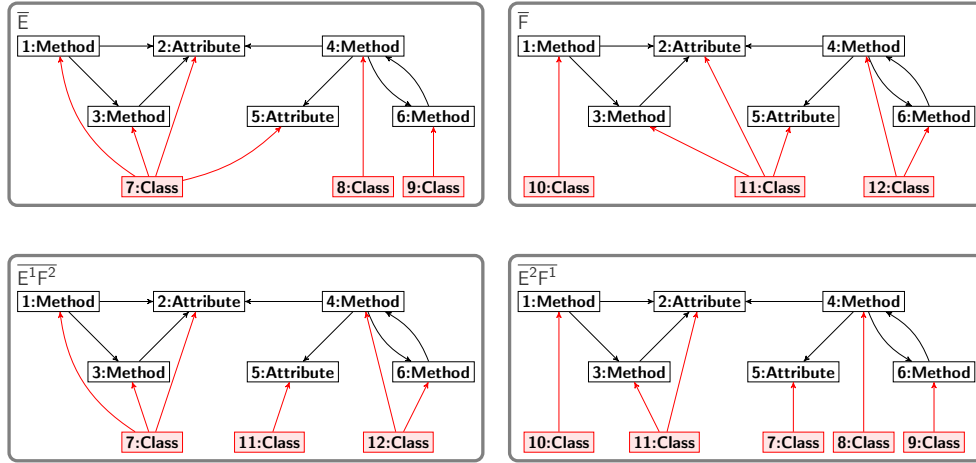 E
1:Method 2:Attribute 4:Method
3:Method 5:Attribute 6:Method
7:Class 8:Class 9:Class
F
1:Method 2:Attribute 4:Method
3:Method 5:Attribute 6:Method
10:Class 11:Class 12:Class
E¹F²
1:Method 2:Attribute 4:Method
3:Method 5:Attribute 6:Method
7:Class 11:Class 12:Class
E²F¹
1:Method 2:Attribute 4:Method
3:Method 5:Attribute 6:Method
10:Class 11:Class 7:Class 8:Class 9:Class